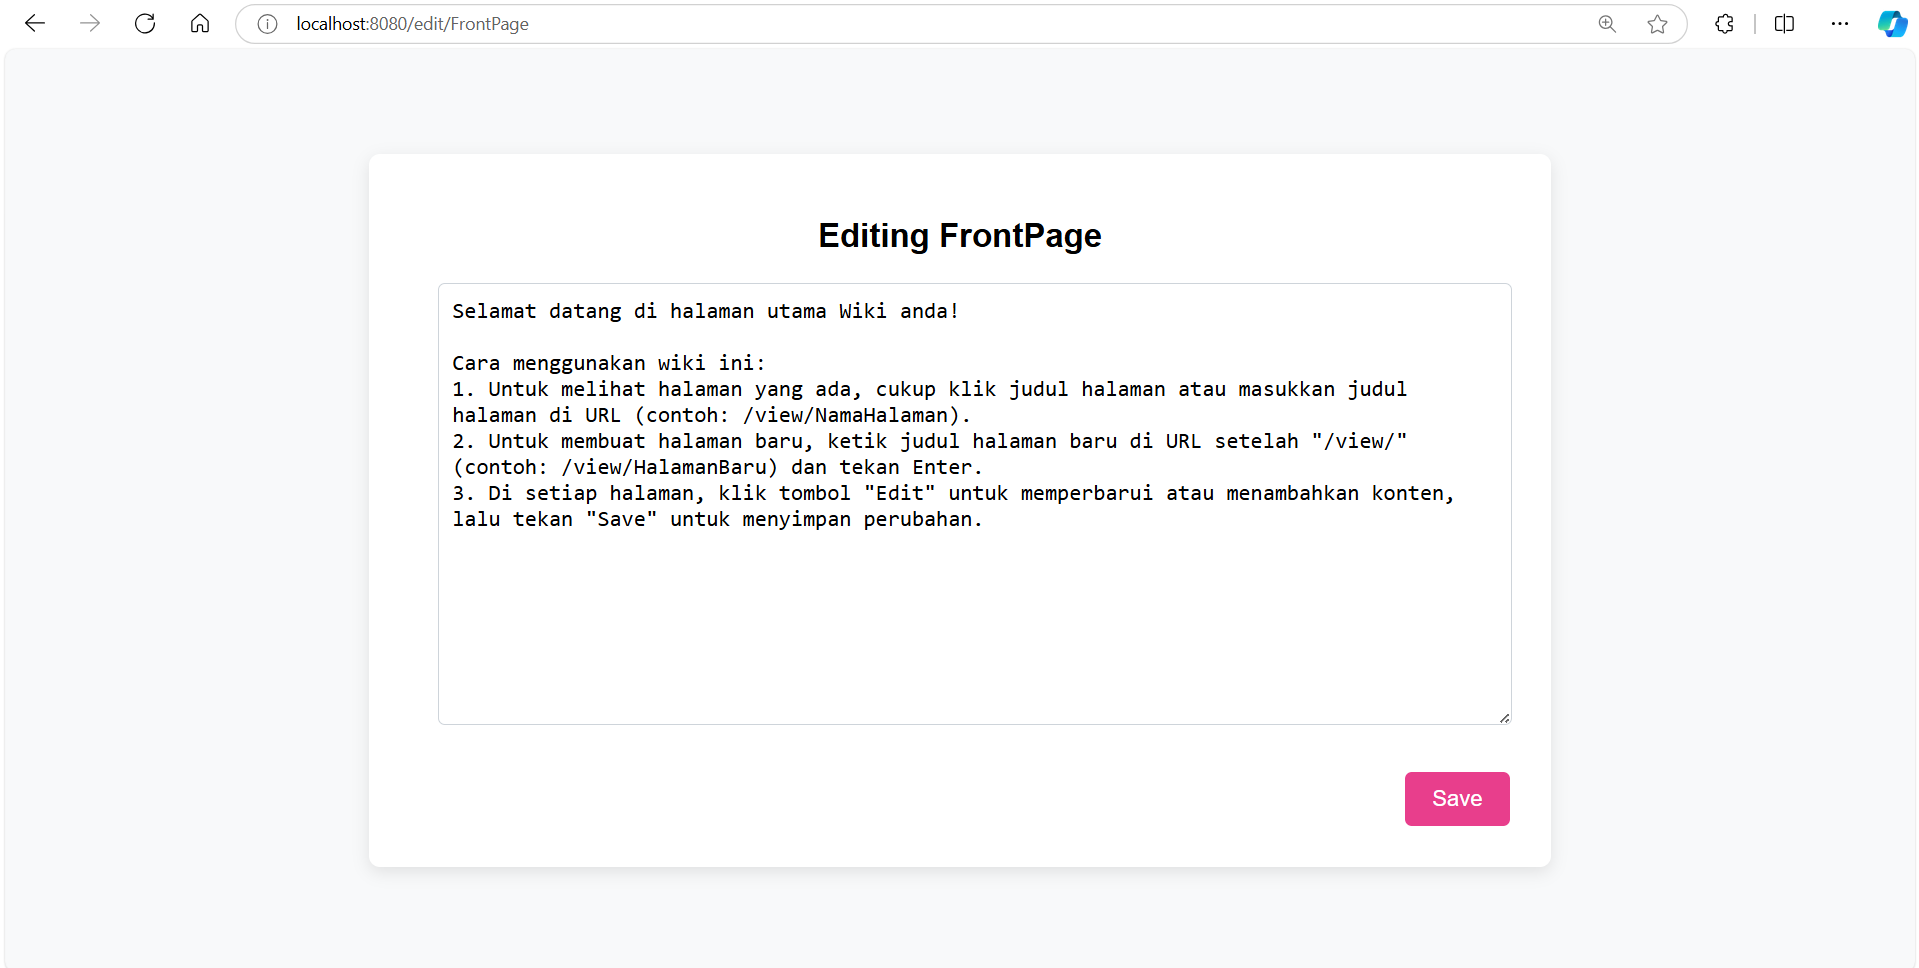 localhost:8080/edit/FrontPage
Editing FrontPage
Selamat datang di halaman utama Wiki anda!
Cara menggunakan wiki ini:
1. Untuk melihat halaman yang ada, cukup klik judul halaman atau masukkan judul
halaman di URL (contoh: /view/NamaHalaman).
2. Untuk membuat halaman baru, ketik judul halaman baru di URL setelah "/view/"
(contoh: /view/HalamanBaru) dan tekan Enter.
3. Di setiap halaman, klik tombol "Edit" untuk memperbarui atau menambahkan konten,
lalu tekan "Save" untuk menyimpan perubahan.
Save